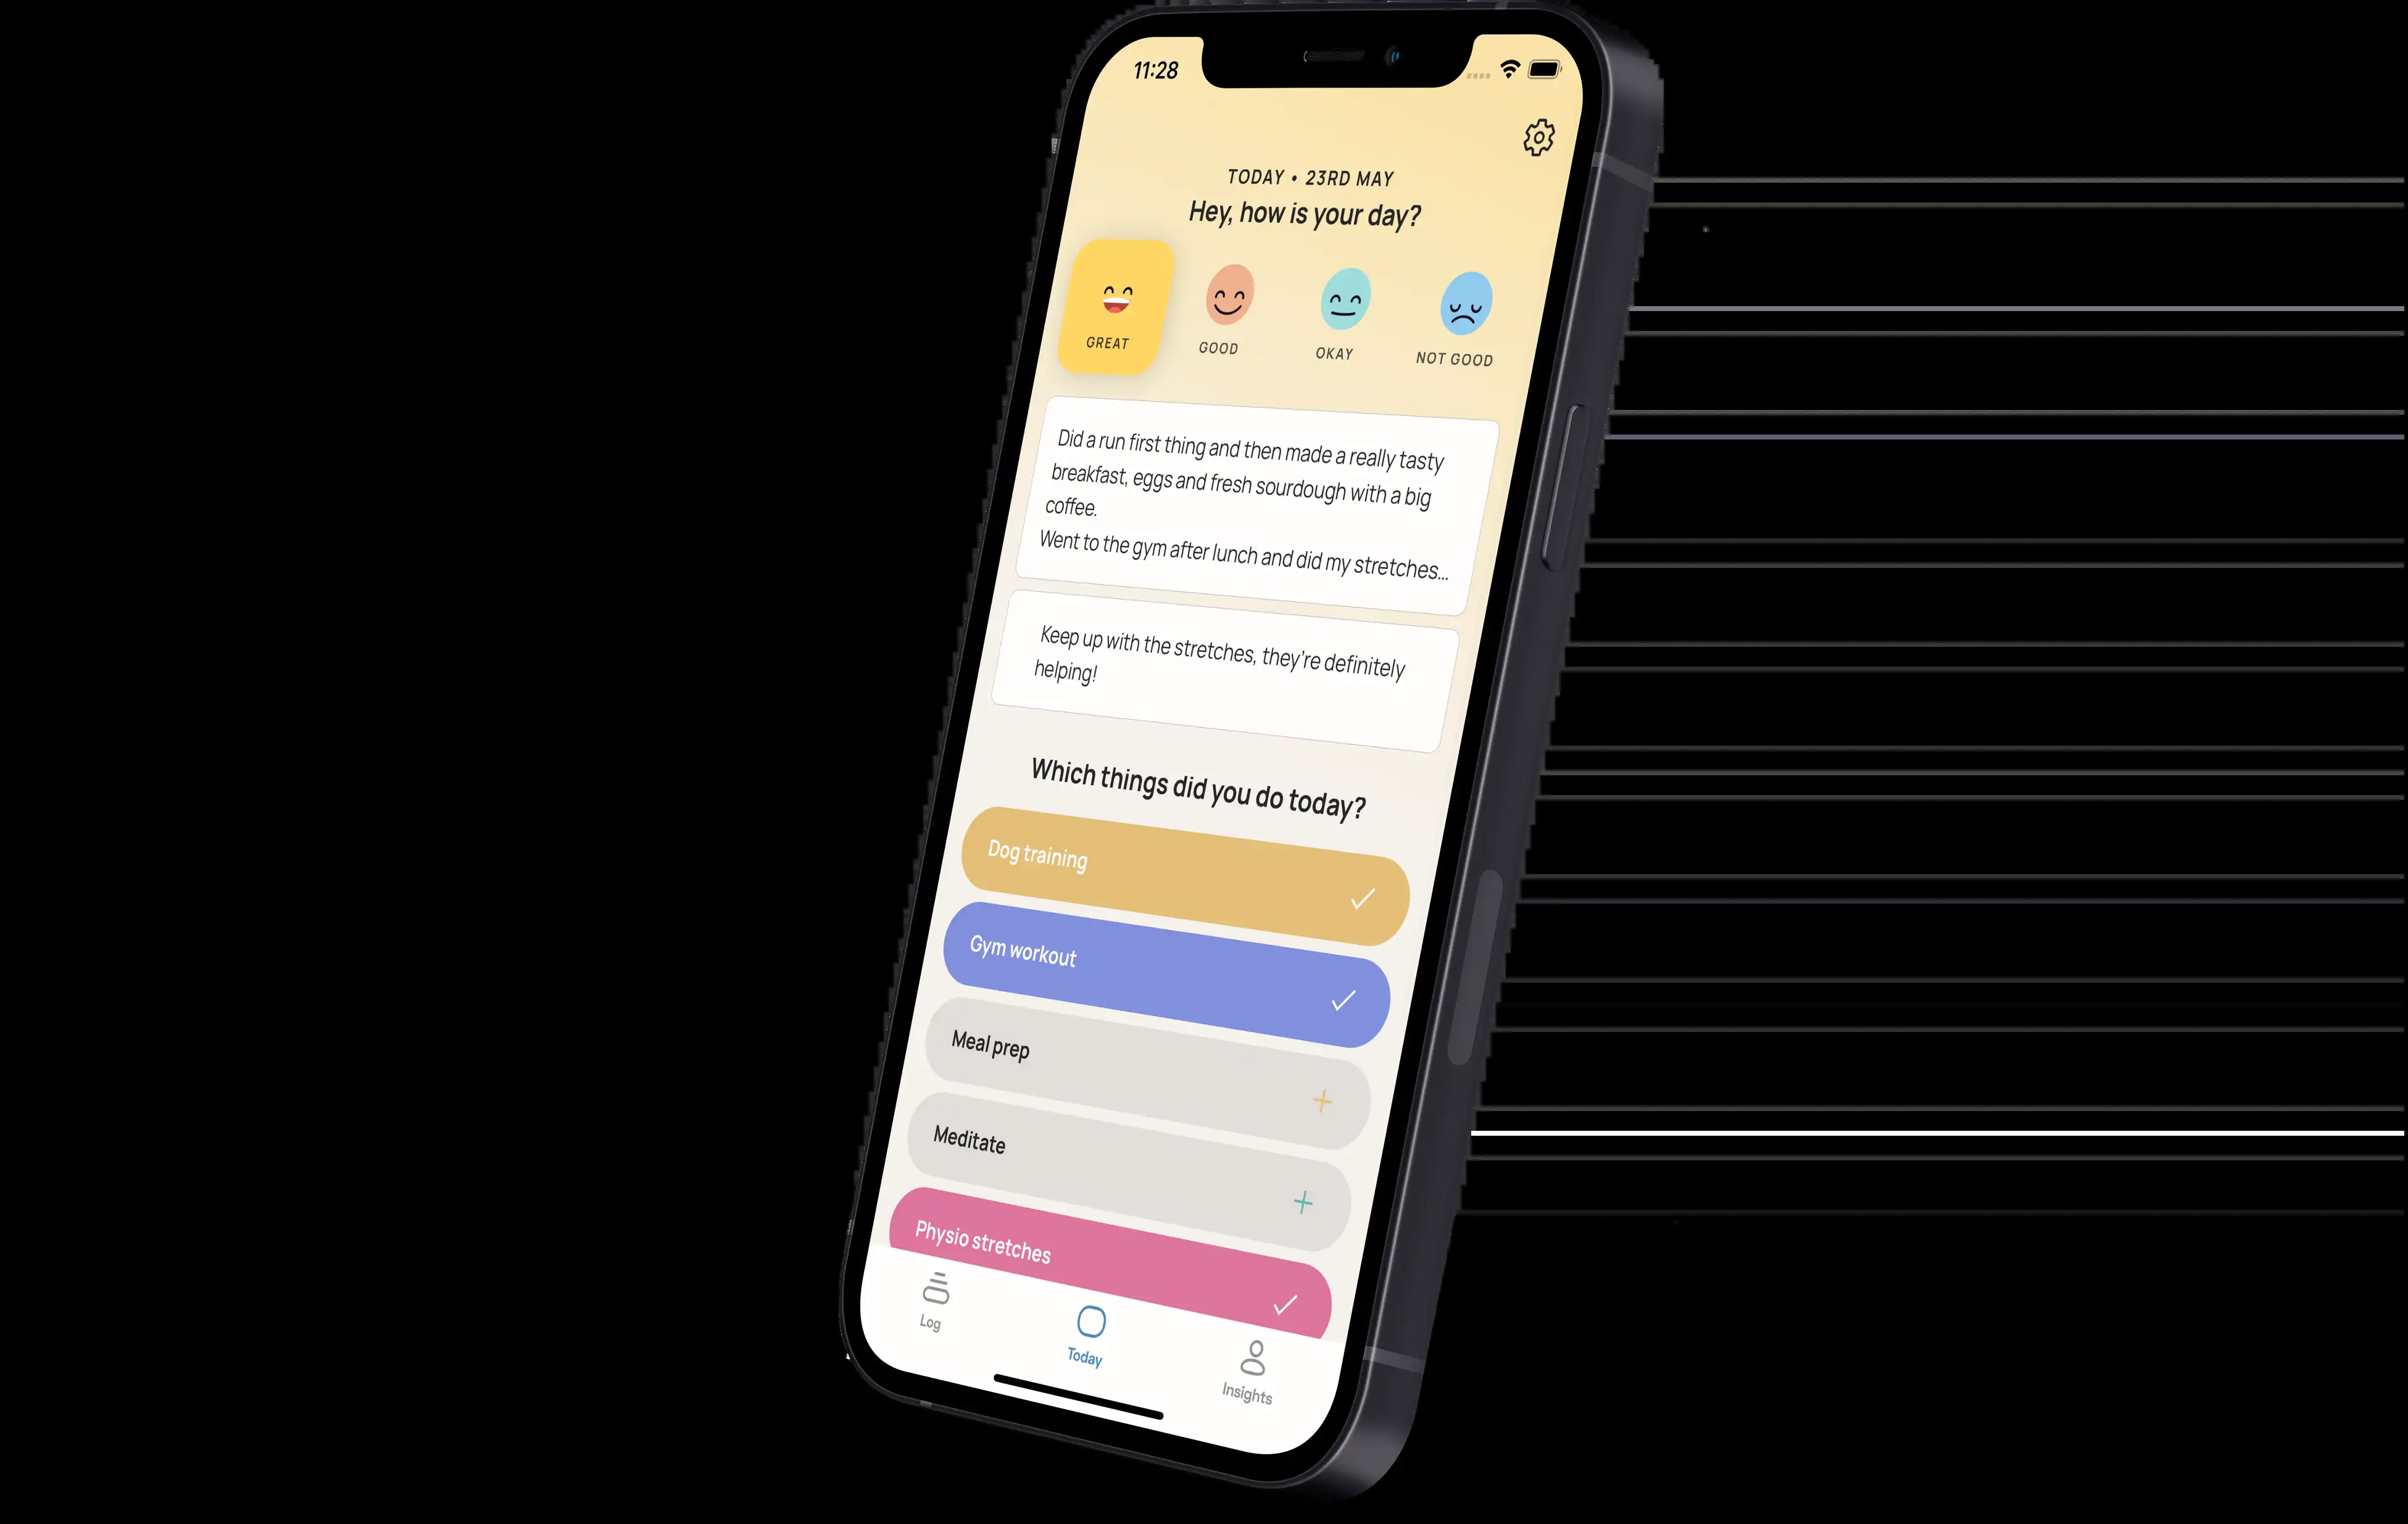 11:28
TODAY • 23RD MAY
Hey, how is your day?
GREAT
GOOD
OKAY
NOT GOOD
Did a run first thing and then made a really tasty
breakfast, eggs and fresh sourdough with a big
coffee.
Went to the gym after lunch and did my stretches...
Keep up with the stretches, they’re definitely
helping!
Which things did you do today?
Dog training
Gym workout
Meal prep
Meditate
Physio stretches
Log
Today
Insights